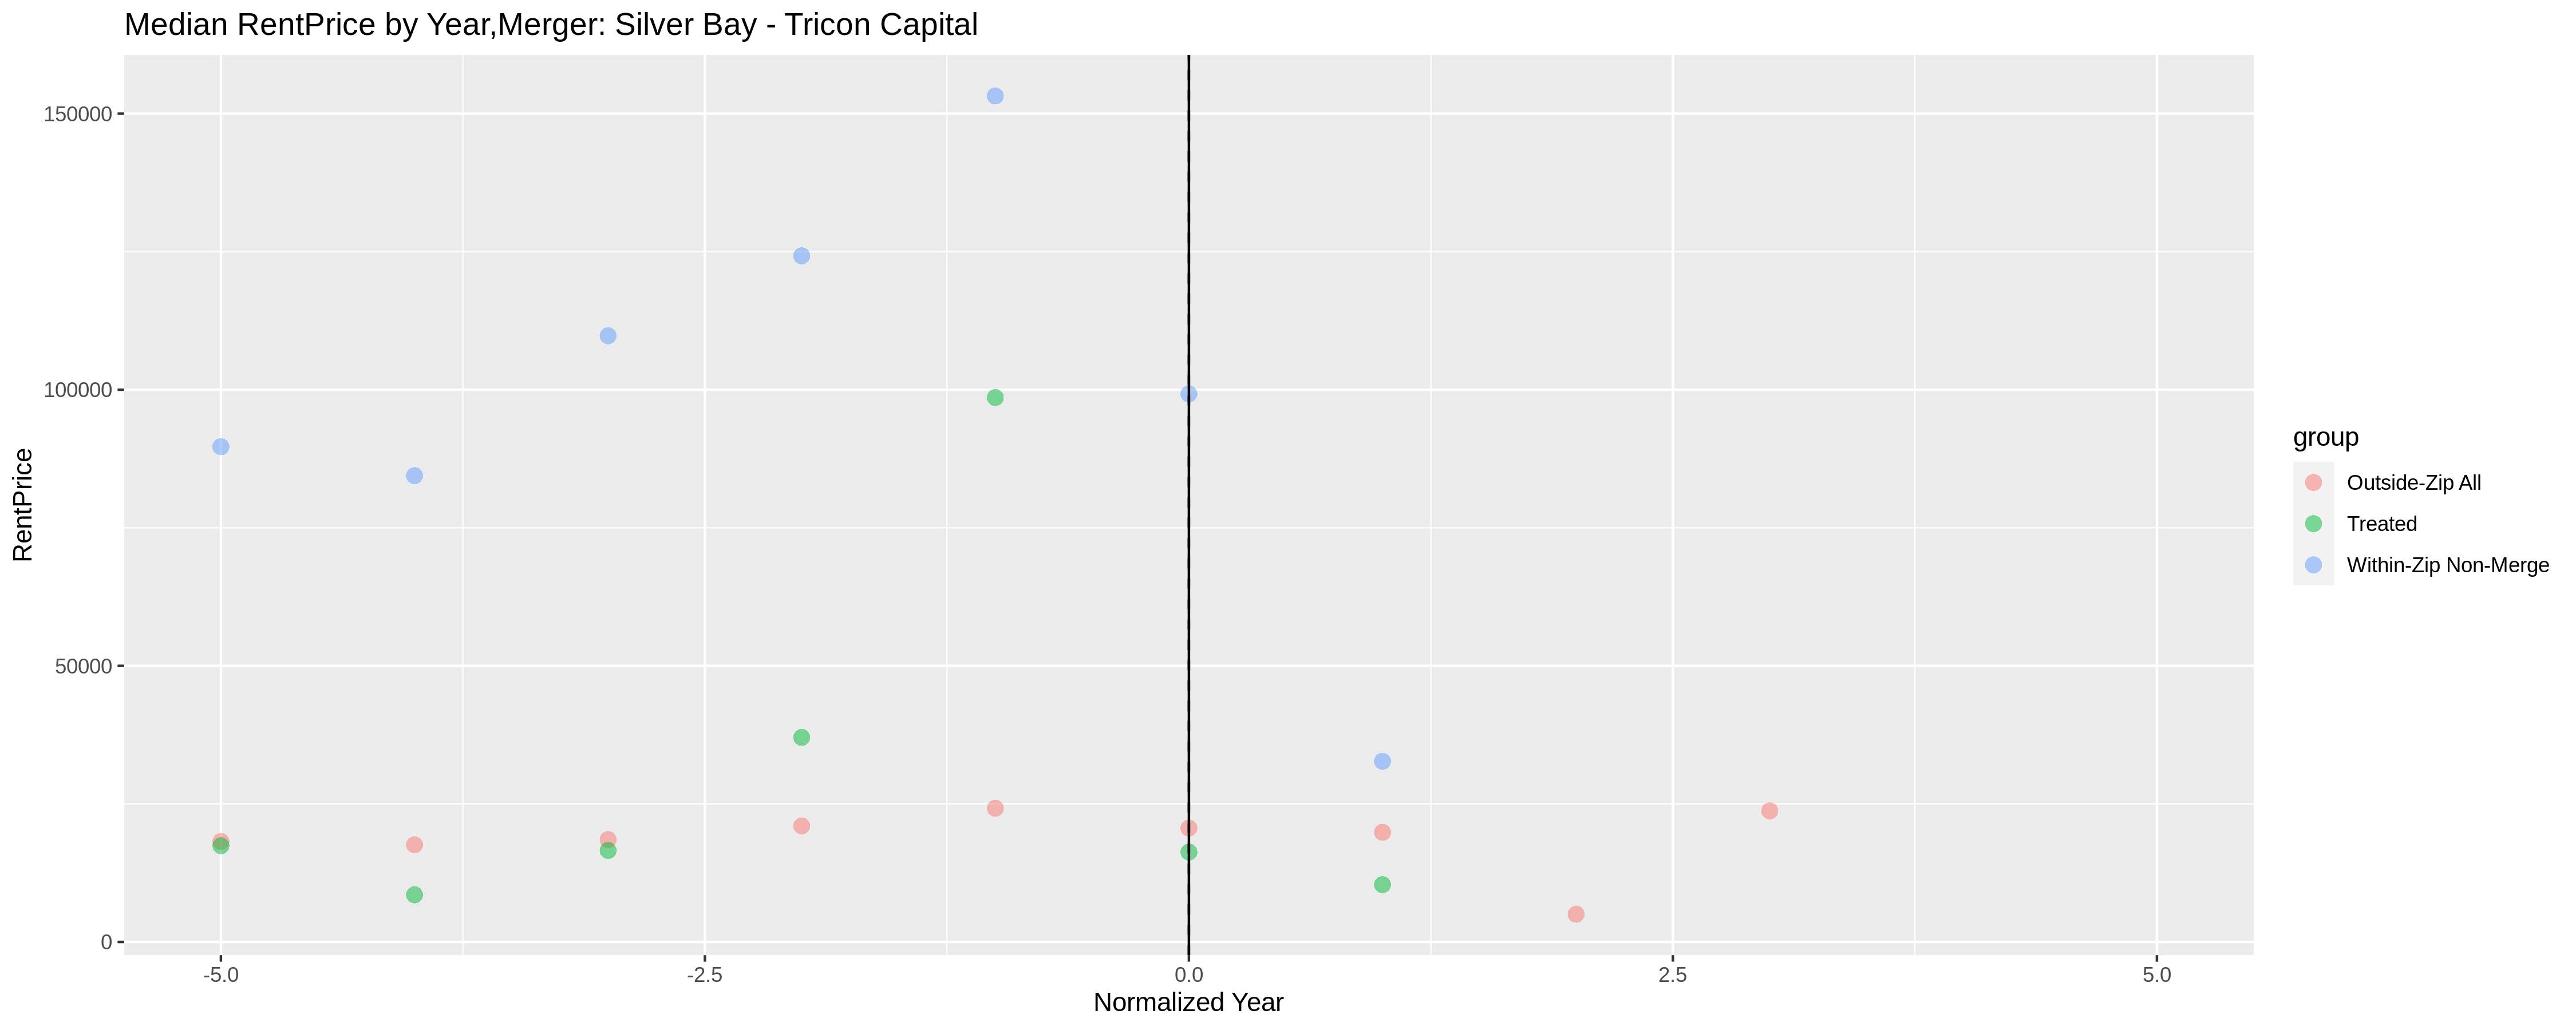 Median RentPrice by Year,Merger: Silver Bay - Tricon Capital
RentPrice
150000
100000
50000
0
-5.0
-2.5
0.0
2.5
5.0
Normalized Year
group
Outside-Zip All
Treated
Within-Zip Non-Merge